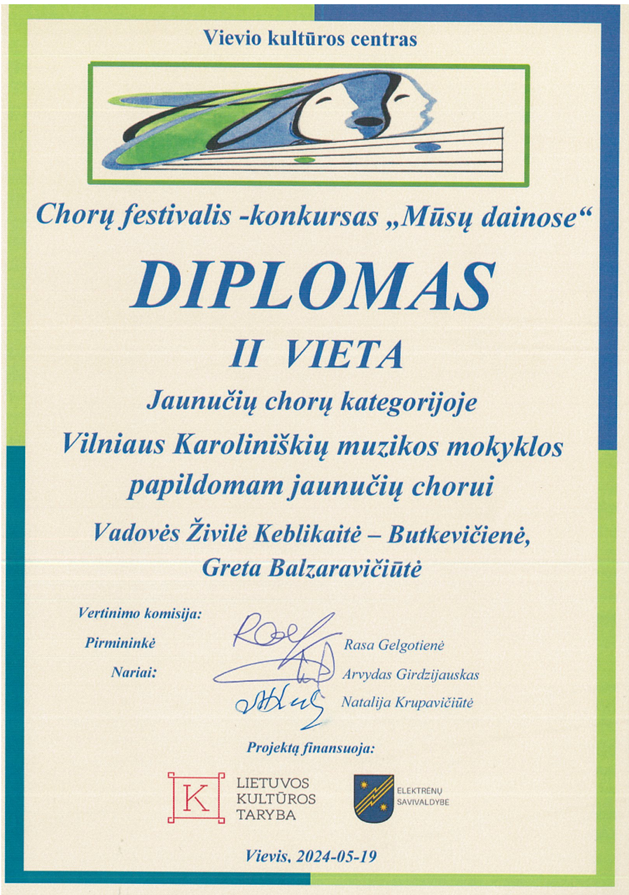 Vievio kultūros centras
Chorų festivalis -konkursas „Mūsų dainose“
DIPLOMAS
II VIETA
Jaunučių chorų kategorijoje
Vilniaus Karoliniškių muzikos mokyklos
papildomam jaunučių chorui
Vadovės Živilė Keblikaitė – Butkevičienė,
Greta Balzaravičiūtė
Vertinimo komisija:
Pirmininkė Rasa Gelgotienė
Nariai: Arvydas Girdzijauskas
Natalija Krupavičiūtė
Projektą finansuoja:
K
LIETUVOS
KULTŪROS
TARYBA
ELEKTRĖNŲ
SAVIVALDYBE
Vievis, 2024-05-19